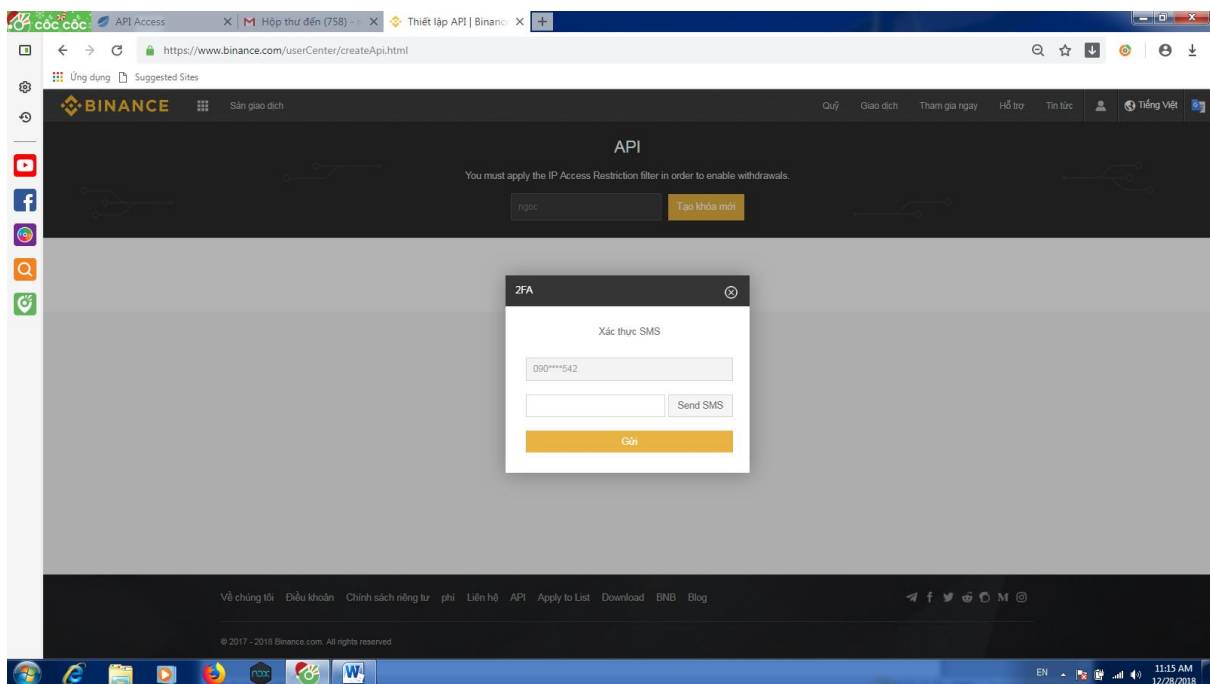 cốc cốc API Access Hộp thư đến (758) - Thiết lập API | Binanc
https://www.binance.com/userCenter/createApi.html
Ứng dụng Suggested Sites
BINANCE Sàn giao dịch Quỹ Giao dịch Tham gia ngay Hỗ trợ Tin tức Tiếng Việt
API
You must apply the IP Access Restriction filter in order to enable withdrawals.
ngoc Tạo khóa mới
2FA
Xác thực SMS
090****542
Send SMS
Gửi
Về chúng tôi Điều khoản Chính sách riêng tư phí Liên hệ API Apply to List Download BNB Blog
© 2017 - 2018 Binance.com. All rights reserved
nox W EN 11:15 AM
12/28/2018